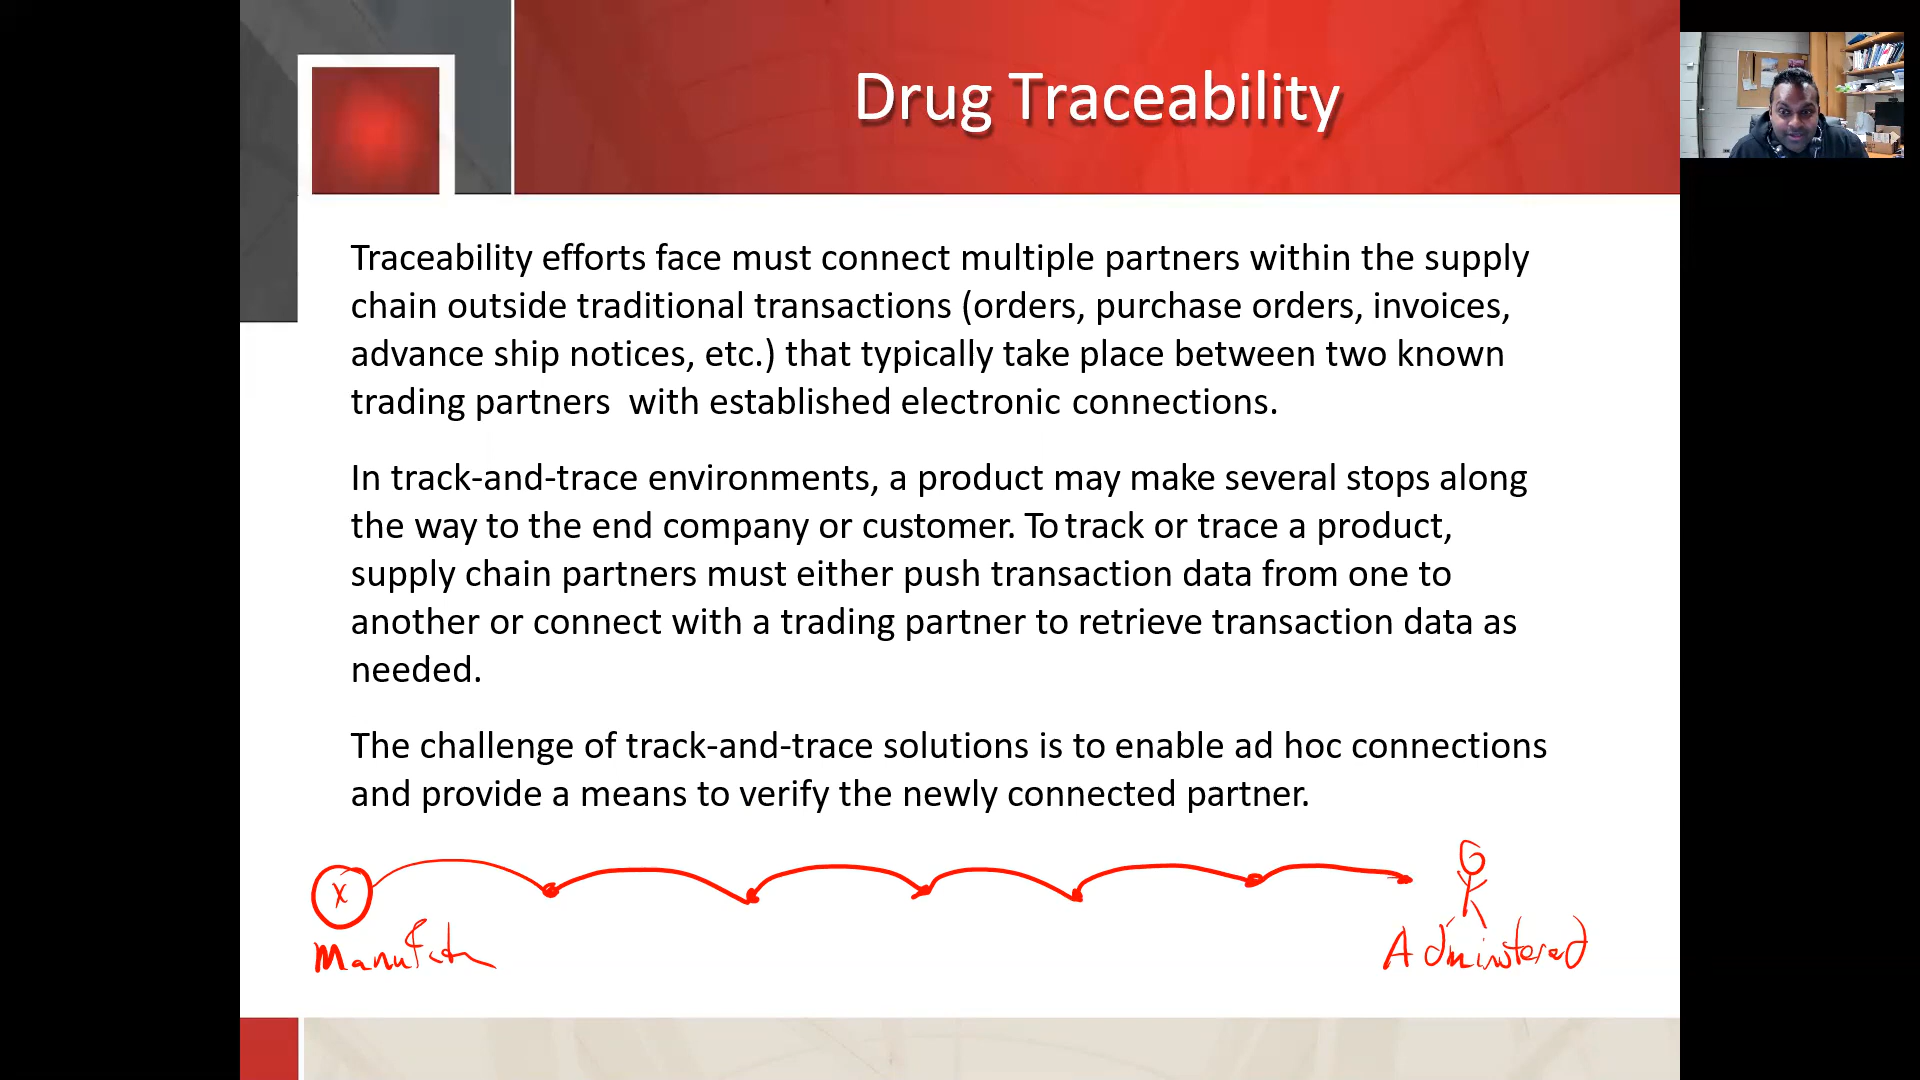 Drug Traceability
Traceability efforts face must connect multiple partners within the supply
chain outside traditional transactions (orders, purchase orders, invoices,
advance ship notices, etc.) that typically take place between two known
trading partners with established electronic connections.
In track-and-trace environments, a product may make several stops along
the way to the end company or customer. To track or trace a product,
supply chain partners must either push transaction data from one to
another or connect with a trading partner to retrieve transaction data as
needed.
The challenge of track-and-trace solutions is to enable ad hoc connections
and provide a means to verify the newly connected partner.
X
Administered